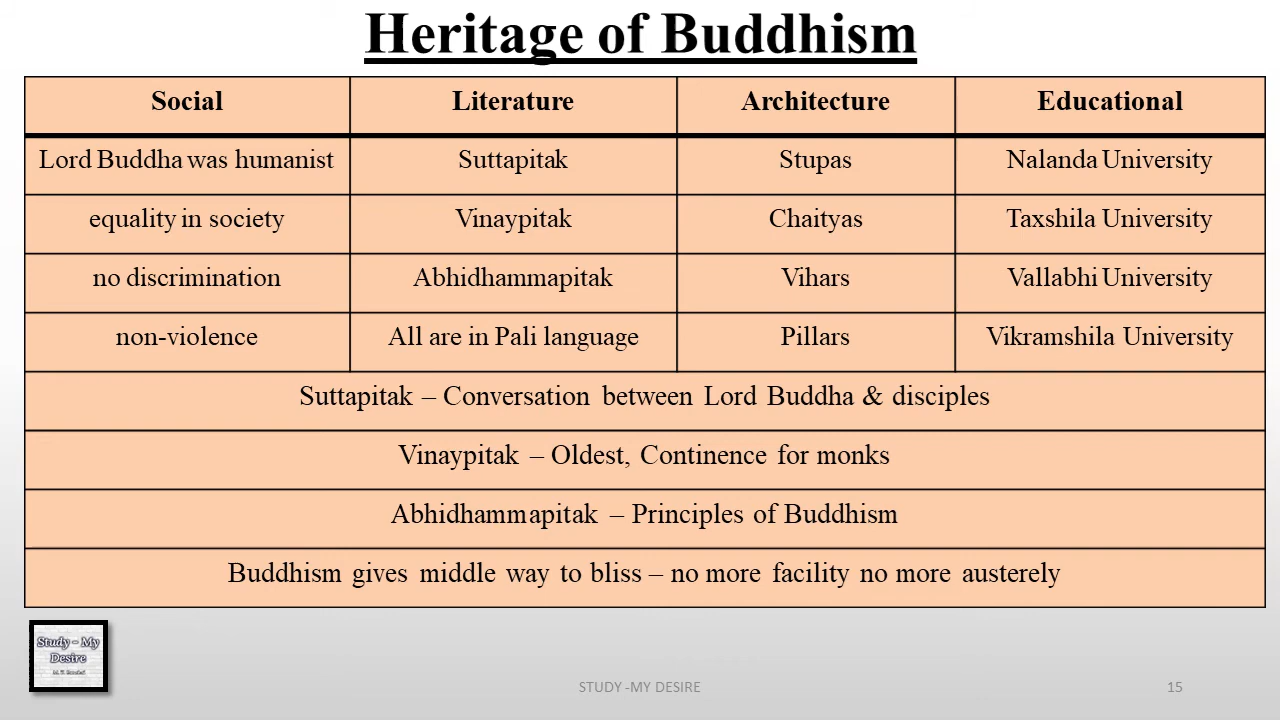 Heritage of Buddhism
Social Literature Architecture Educational
Lord Buddha was humanist Suttapitak Stupas Nalanda University
equality in society Vinaypitak Chaityas Taxshila University
no discrimination Abhidhammapitak Vihars Vallabhi University
non-violence All are in Pali language Pillars Vikramshila University
Suttapitak – Conversation between Lord Buddha & disciples
Vinaypitak – Oldest, Continence for monks
Abhidhammapitak – Principles of Buddhism
Buddhism gives middle way to bliss – no more facility no more austerely
Study – My
Desire
STUDY -MY DESIRE 15